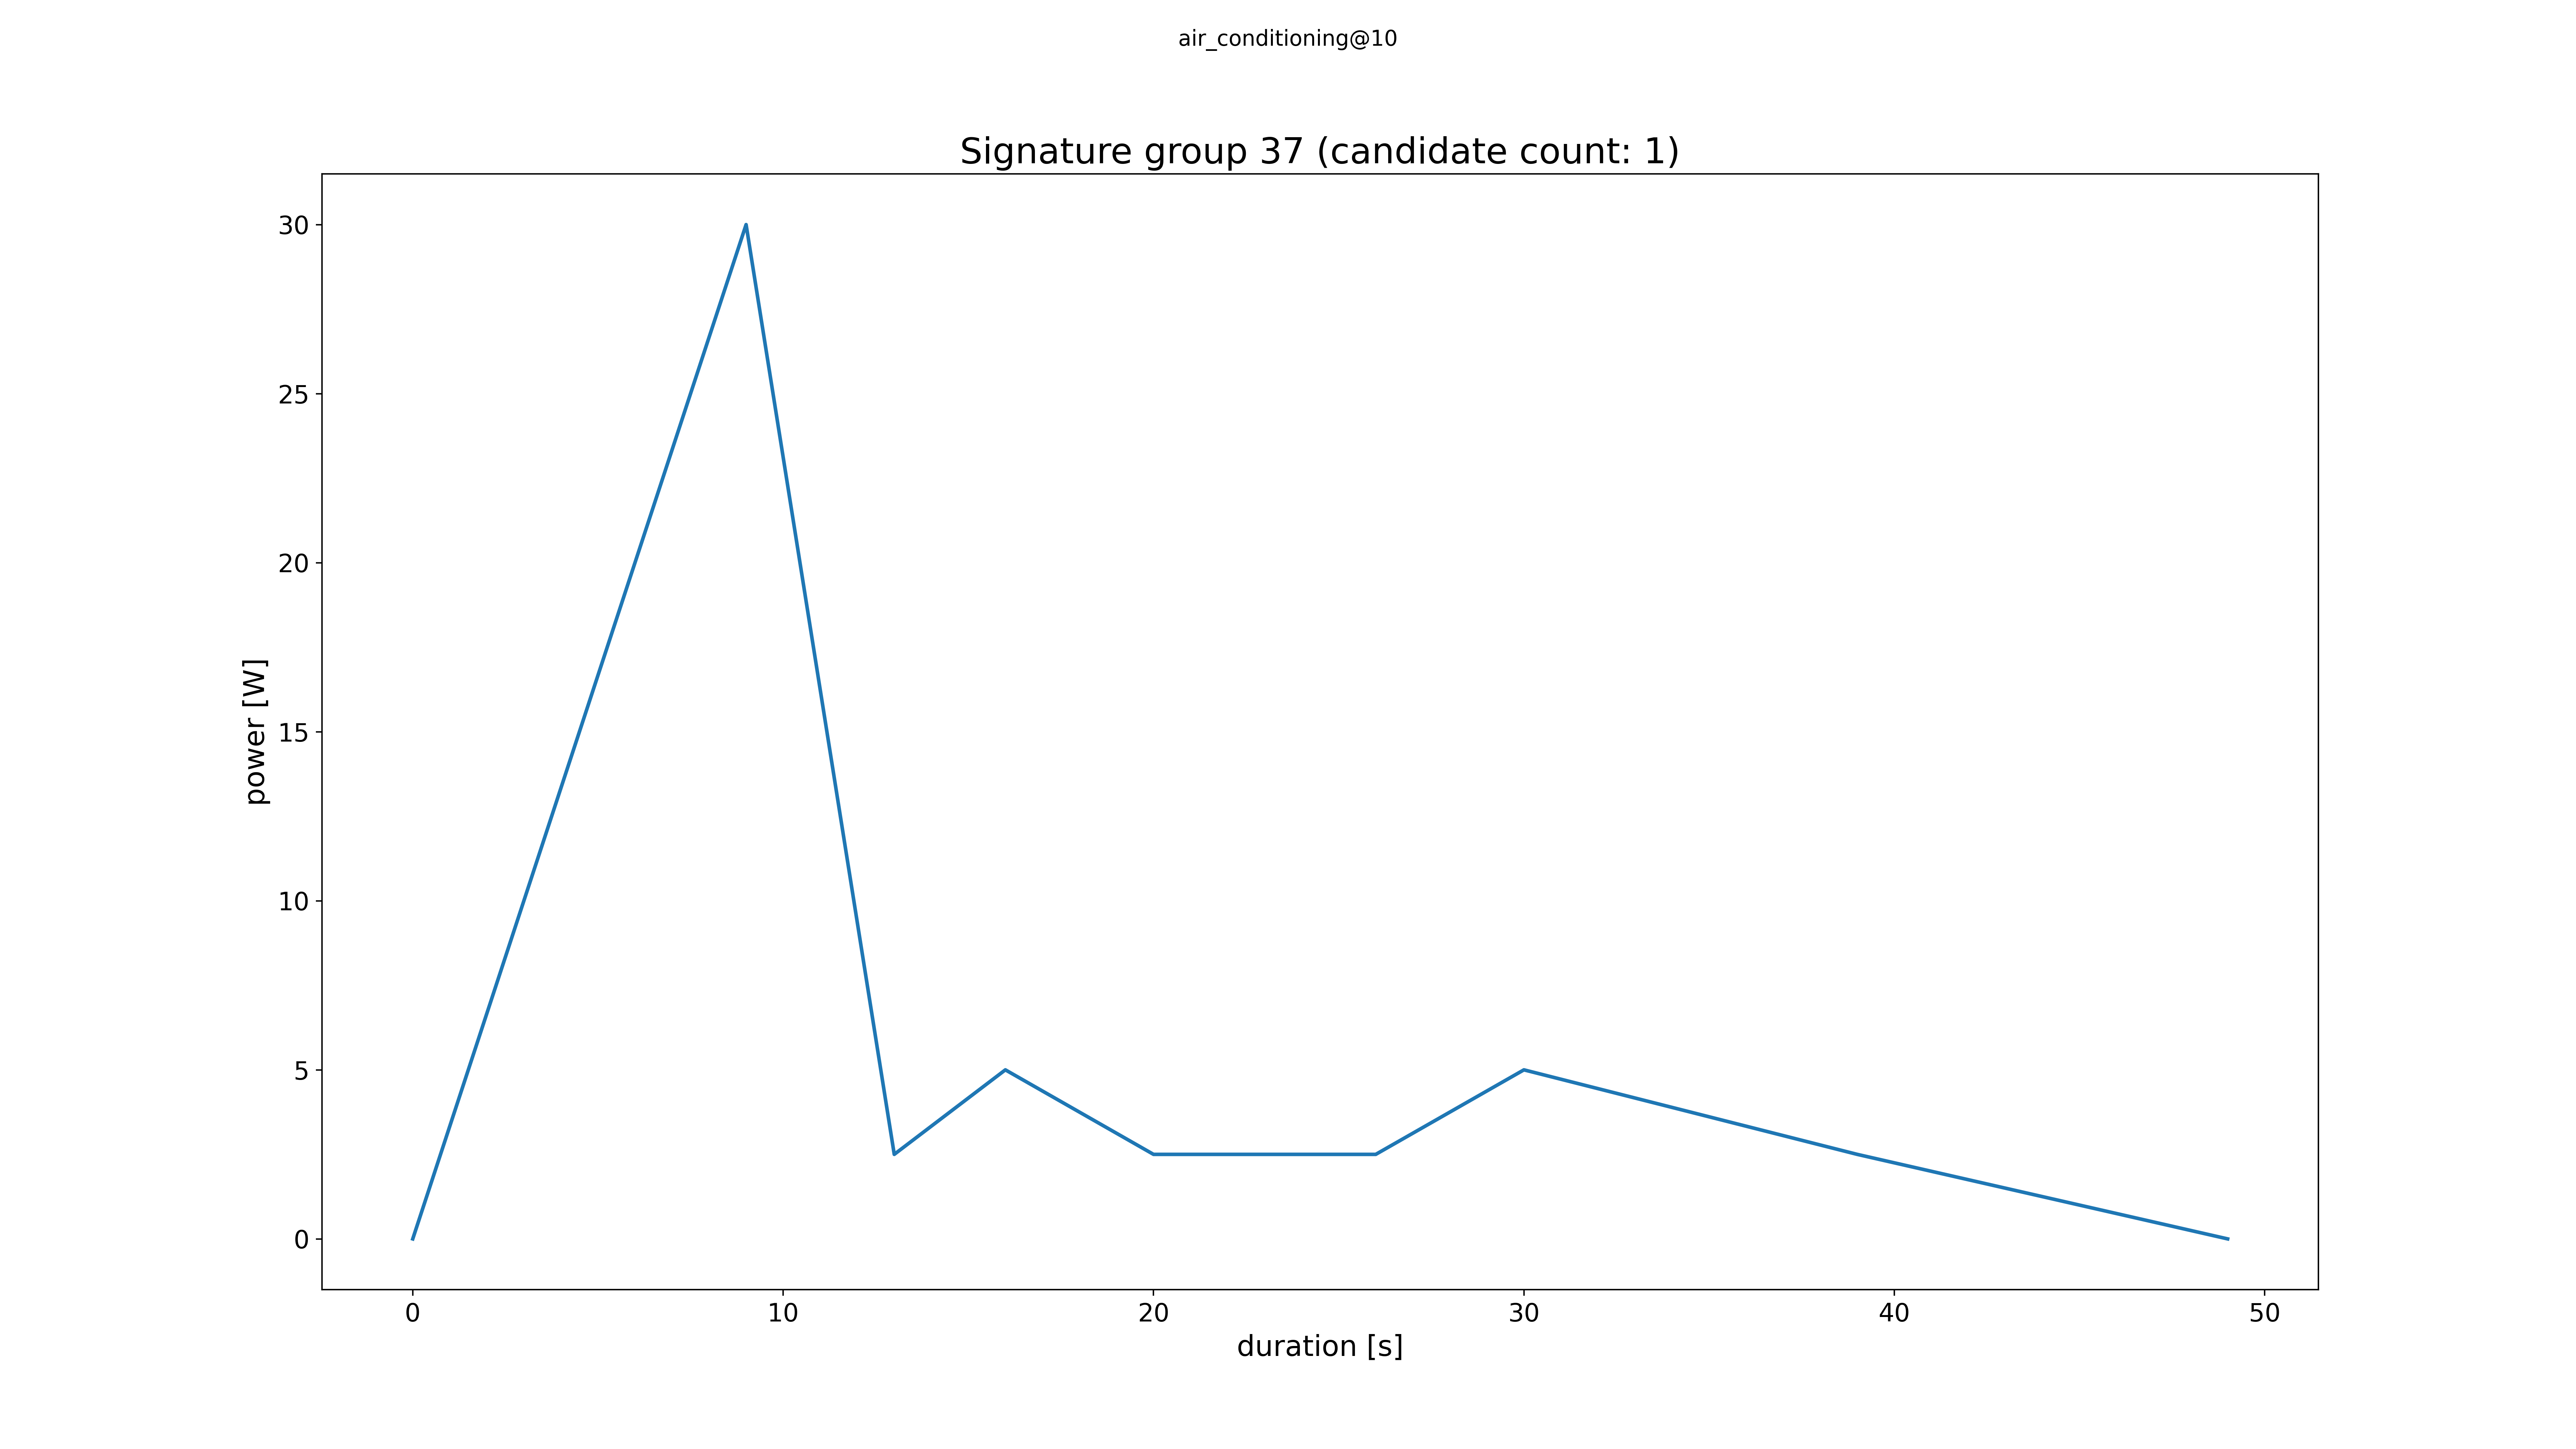 air_conditioning@10
Signature group 37 (candidate count: 1)
30
25
20
15
10
5
0
power [W]
0 10 20 30 40 50
duration [s]